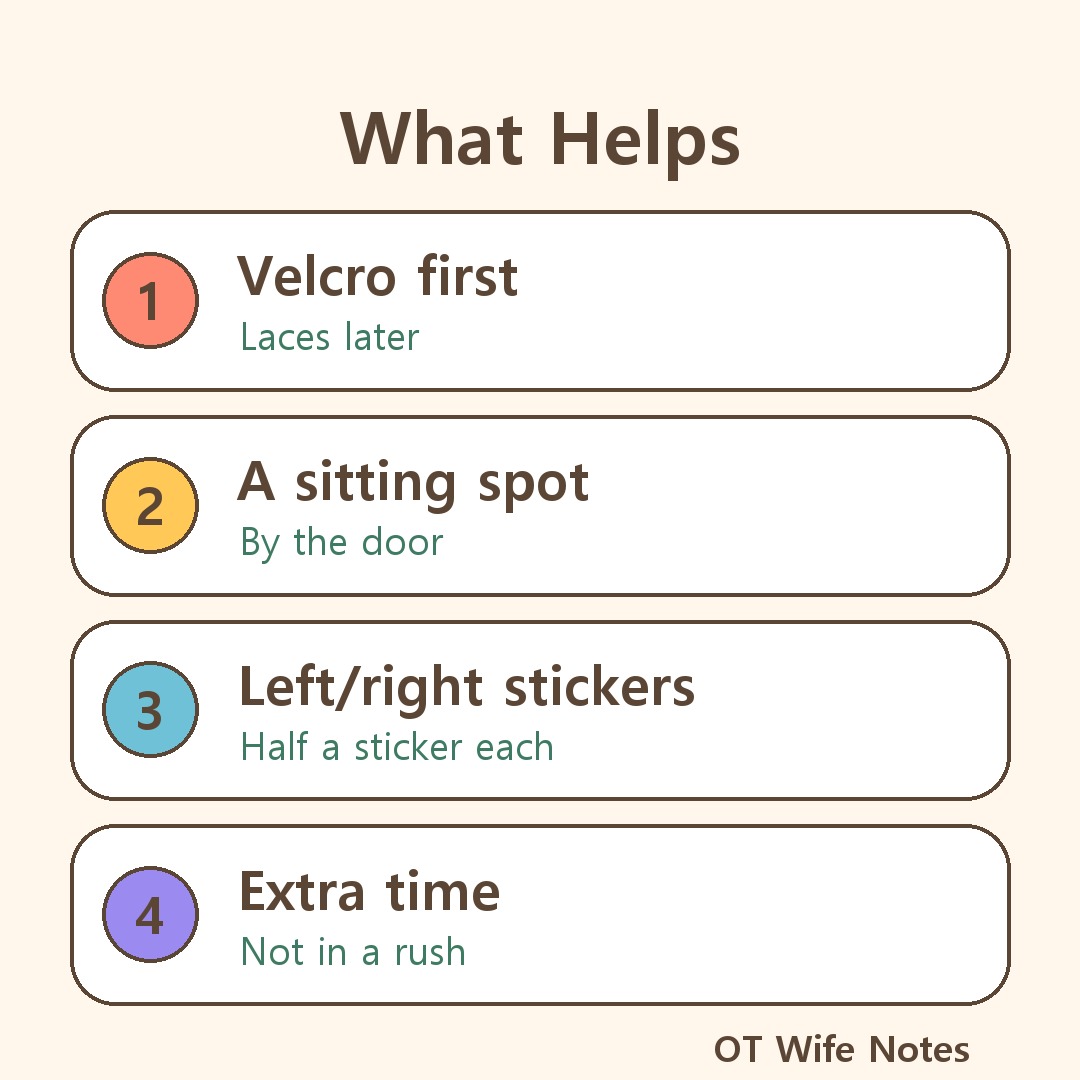 What Helps
1
Velcro first
Laces later
2
A sitting spot
By the door
3
Left/right stickers
Half a sticker each
4
Extra time
Not in a rush
OT Wife Notes